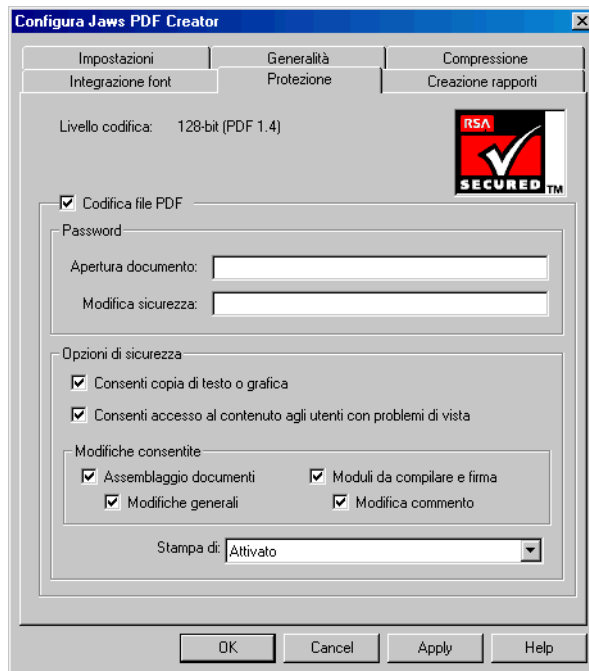 Configura Jaws PDF Creator
Impostazioni Generalità Compressione
Integrazione font Protezione Creazione rapporti
Livello codifica: 128-bit (PDF 1.4)
RSA
SECURED TM
Codifica file PDF
Password
Apertura documento:
Modifica sicurezza:
Opzioni di sicurezza
Consenti copia di testo o grafica
Consenti accesso al contenuto agli utenti con problemi di vista
Modifiche consentite
Assemblaggio documenti Moduli da compilare e firma
Modifiche generali Modifica commento
Stampa di: Attivato
OK Cancel Apply Help